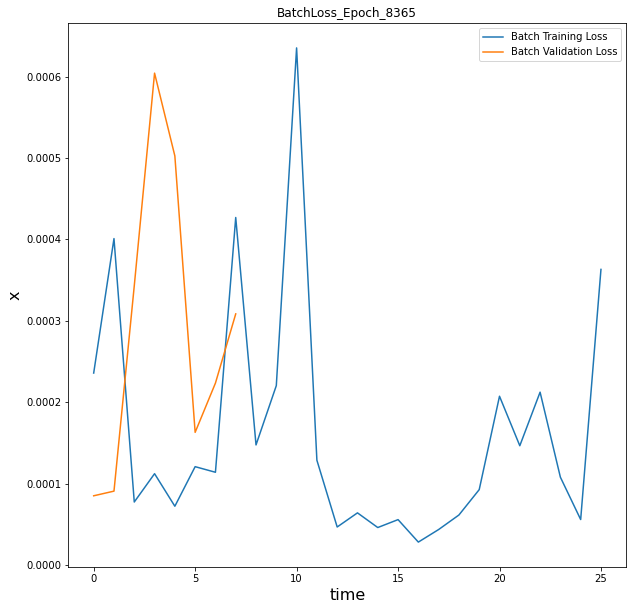 BatchLoss_Epoch_8365
Batch Training Loss
Batch Validation Loss
0.0006
0.0005
0.0004
0.0003
0.0002
0.0001
0.0000
x
0 5 10 15 20 25
time